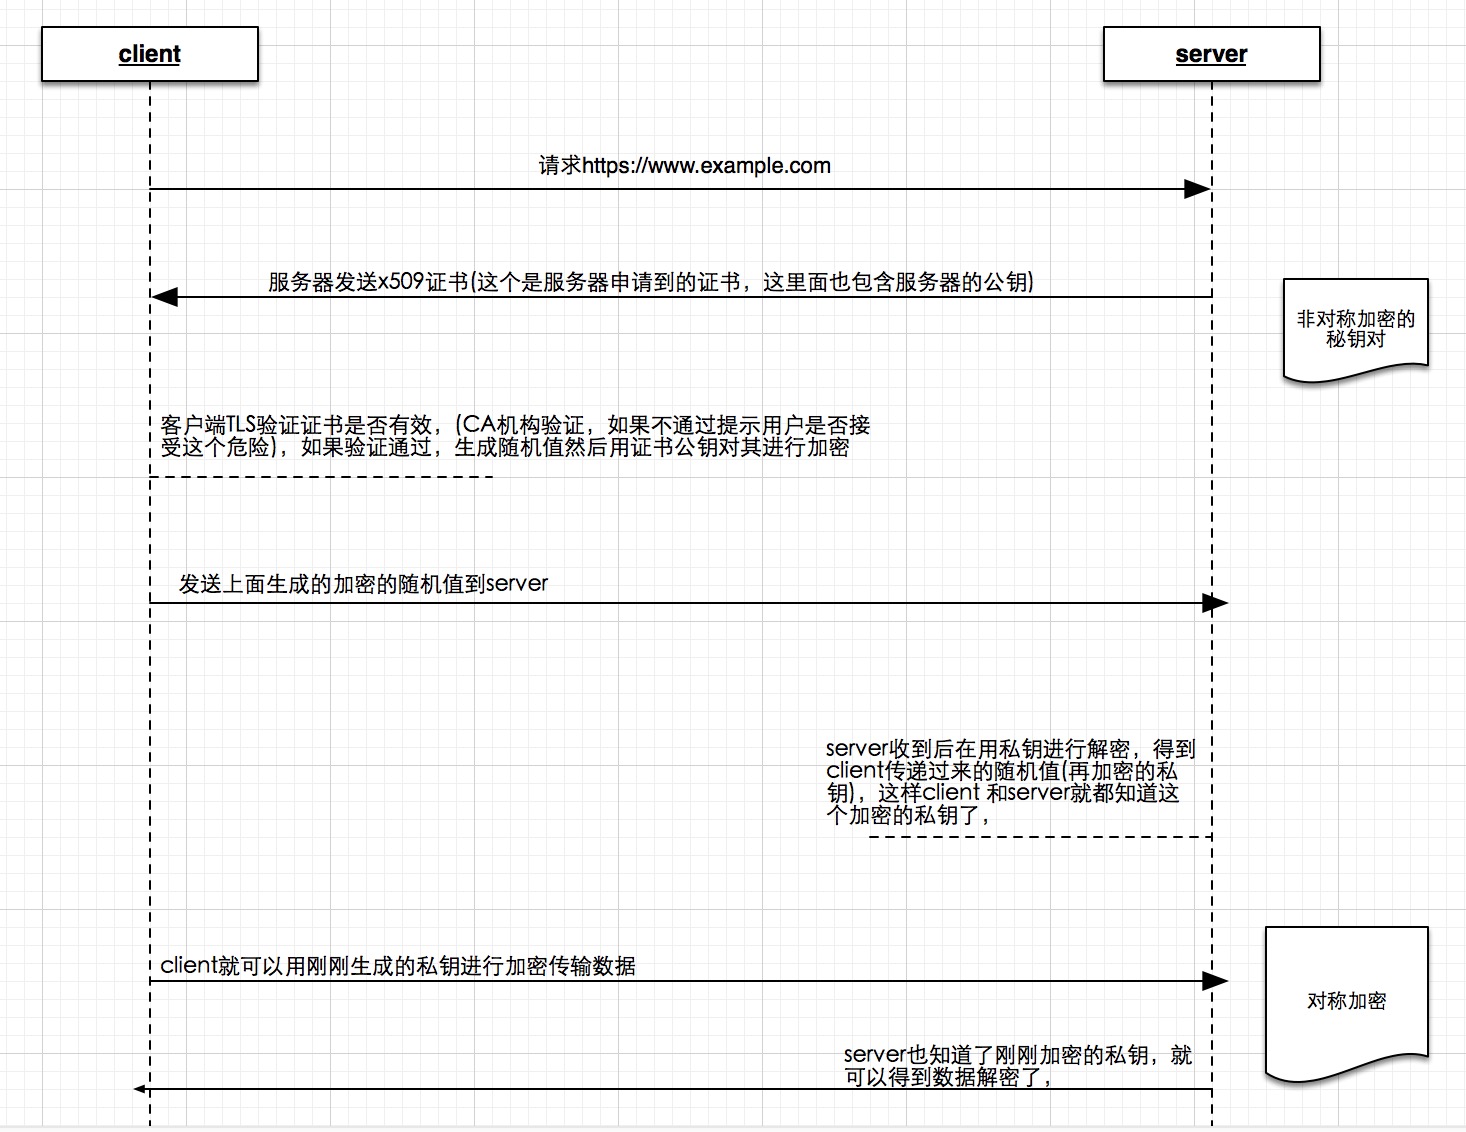 client
server
请求https://www.example.com
服务器发送x509证书(这个是服务器申请到的证书，这里面也包含服务器的公钥)
非对称加密的
秘钥对
客户端TLS验证证书是否有效，(CA机构验证，如果不通过提示用户是否接
受这个危险)，如果验证通过，生成随机值然后用证书公钥对其进行加密
发送上面生成的加密的随机值到server
server收到后在用私钥进行解密，得到
client传递过来的随机值(再加密的私
钥)，这样client 和server就都知道这
个加密的私钥了，
client就可以用刚刚生成的私钥进行加密传输数据
对称加密
server也知道了刚刚加密的私钥，就
可以得到数据解密了，